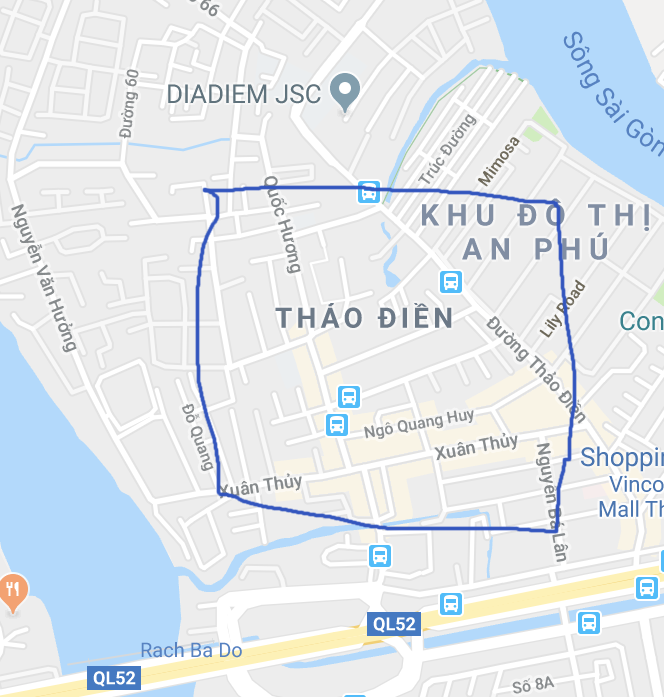 66
Sông Sài Gòn
DIADIEM JSC
Đường 60
Trúc Đường
Mimosa
Quốc Hương
KHU ĐÔ THỊ
AN PHÚ
Nguyễn Văn Hưởng
THẢO ĐIỀN
Lily Road
Con
Đường Thảo Điền
Đỗ Quang
Ngô Quang Huy
Xuân Thủy
Xuân Thủy
Nguyễn Bá Lân
Shoppin
Vinco
Mall Th
QL52
Rach Ba Do
QL52
Số 8A